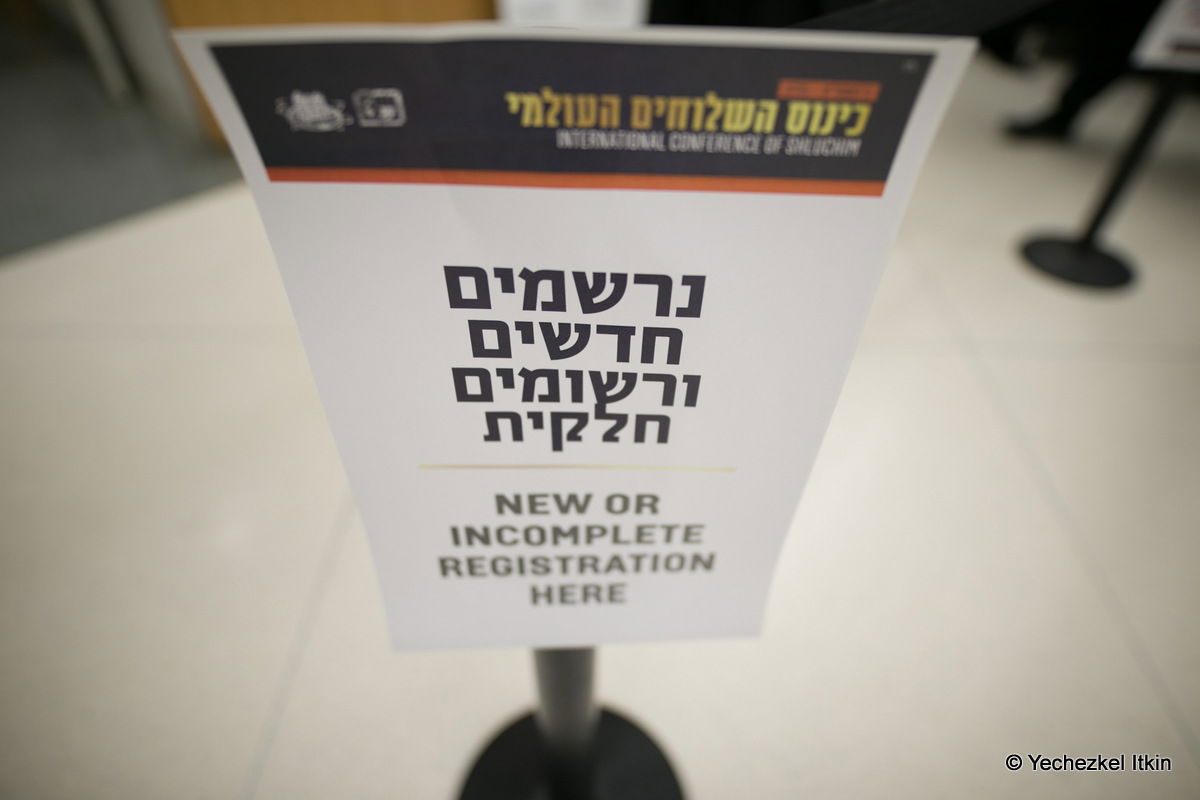 כינוס השלוחים העולמי
INTERNATIONAL CONFERENCE OF SHLUCHIM
נרשמים
חדשים
ורשומים
חלקית
NEW OR
INCOMPLETE
REGISTRATION
HERE
© Yechezkel Itkin